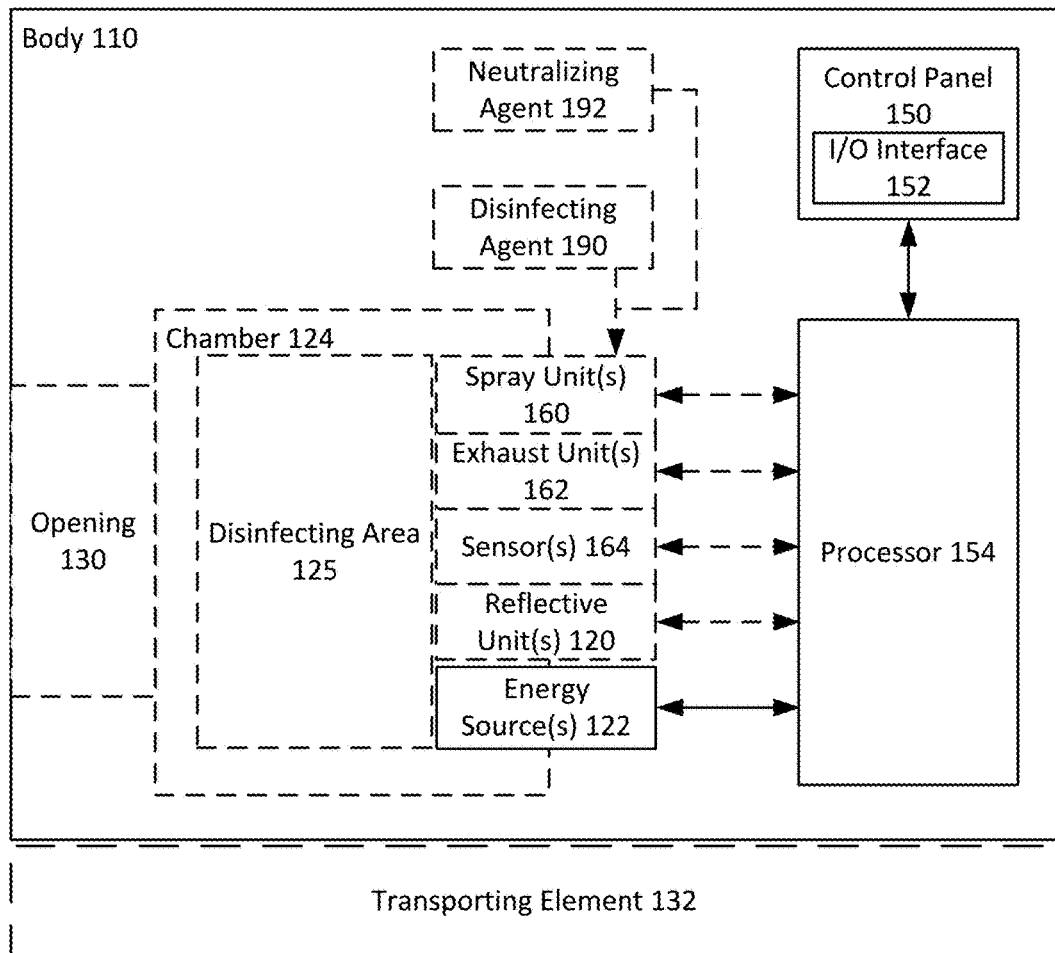 Body 110
Neutralizing
Agent 192
Control Panel
150
I/O Interface
152
Disinfecting
Agent 190
Chamber 124
Spray Unit(s)
160
Exhaust Unit(s)
162
Opening
130
Disinfecting Area
125
Sensor(s) 164
Processor 154
Reflective
Unit(s) 120
Energy
Source(s) 122
Transporting Element 132